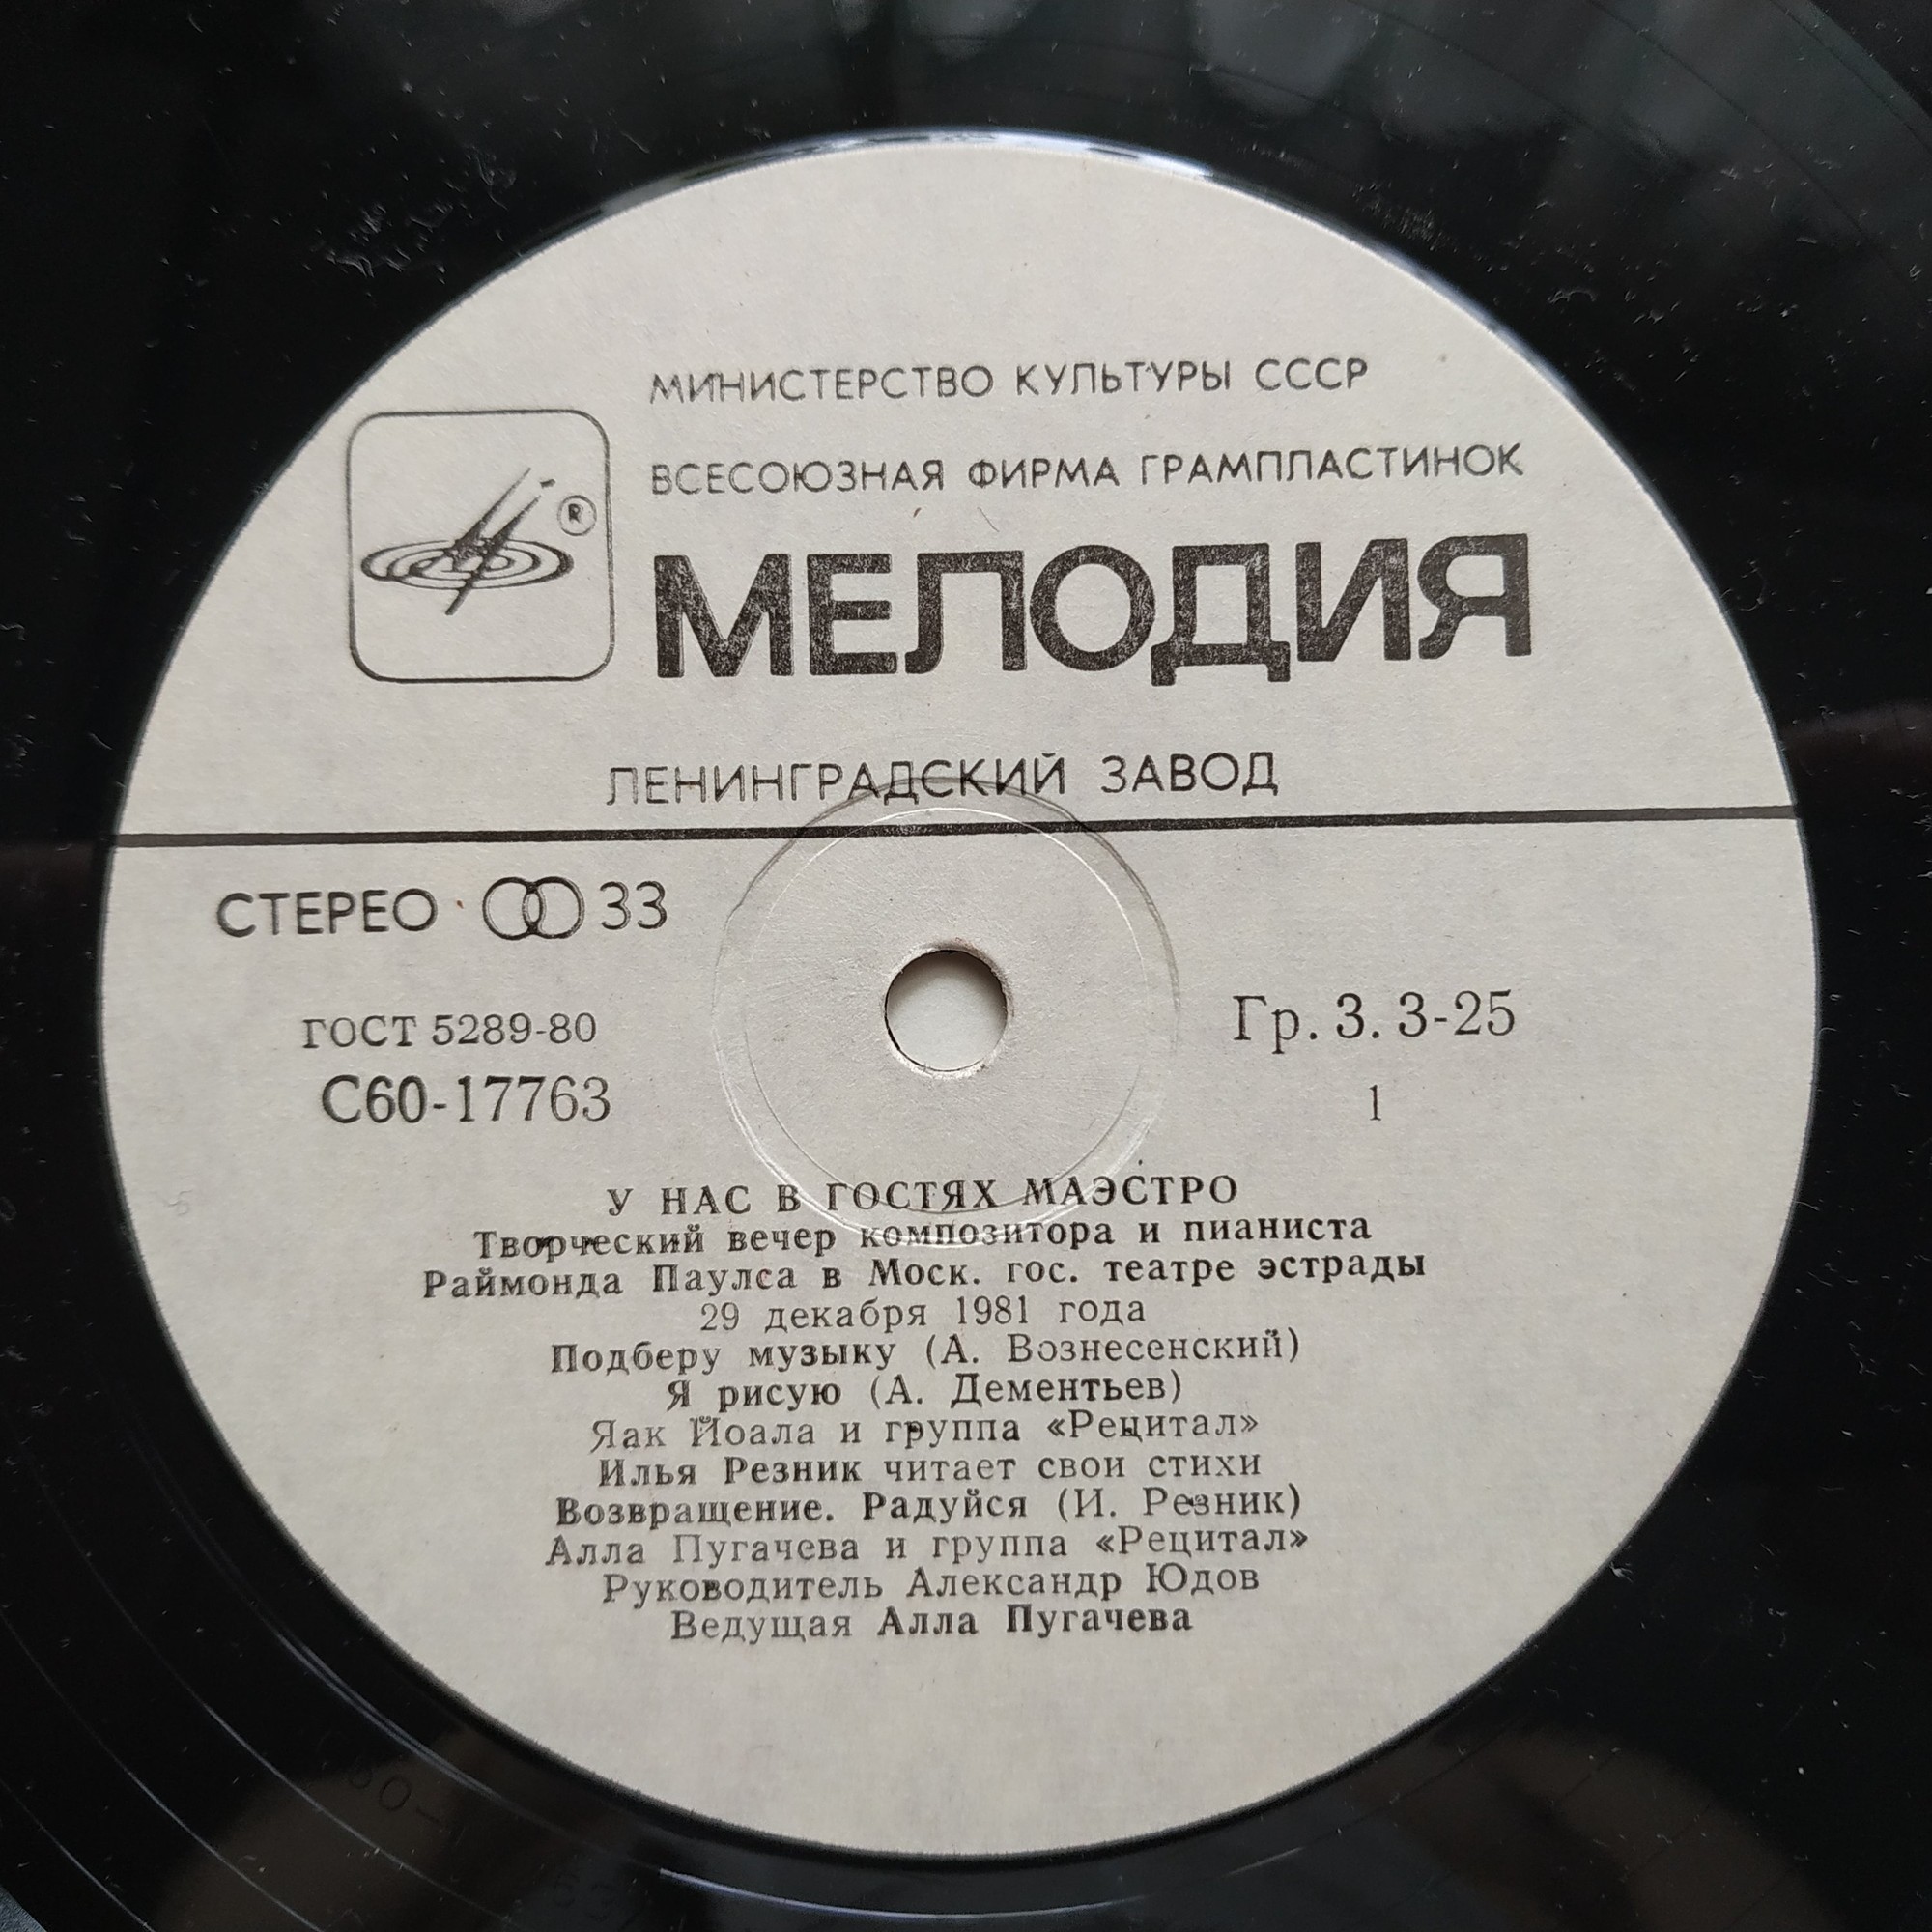 МИНИСТЕРСТВО КУЛЬТУРЫ СССР
ВСЕСОЮЗНАЯ ФИРМА ГРАМПЛАСТИНОК
®
МЕЛОДИЯ
ЛЕНИНГРАДСКИЙ ЗАВОД
СТЕРЕО 33
ГОСТ 5289-80
Гр. 3. 3-25
С60-17763
1
У НАС В ГОСТЯХ МАЭСТРО
Творческий вечер композитора и пианиста
Раймонда Паулса в Моск. гос. театре эстрады
29 декабря 1981 года
Подберу музыку (А. Вознесенский)
Я рисую (А. Дементьев)
Яак Йоала и группа «Рецитал»
Илья Резник читает свои стихи
Возвращение. Радуйся (И. Резник)
Алла Пугачева и группа «Рецитал»
Руководитель Александр Юдов
Ведущая Алла Пугачева